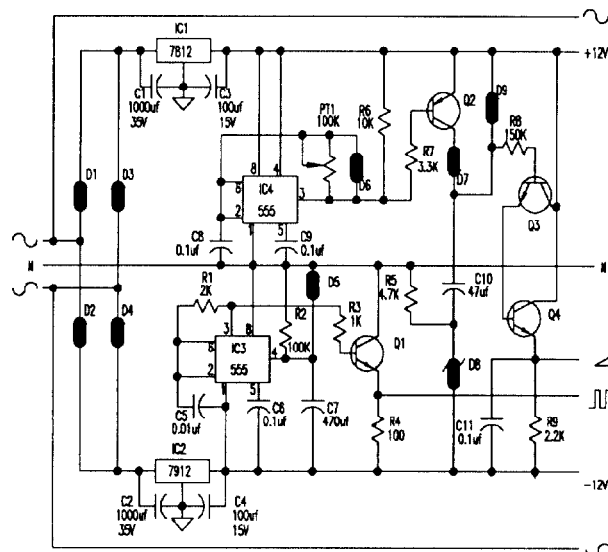 IC1
7812
+12V
C1
1000uf
35V
C3
100uf
15V
PT1
100K
R6
10K
Q2
D9
R8
150K
R7
3.3K
D7
D6
D1
D3
8
4
6
IC4
3
2
555
1
5
Q3
C8
0.1uf
C9
0.1uf
N
N
D5
R1
2K
R2
100K
R3
1K
R5
4.7K
C10
47uf
Q4
D2
D4
3
8
6
IC3
4
2
555
1
5
Q1
D8
C5
0.01uf
C6
0.1uf
C7
470uf
R4
100
C11
0.1uf
R9
2.2K
IC2
7912
-12V
C2
1000uf
35V
C4
100uf
15V